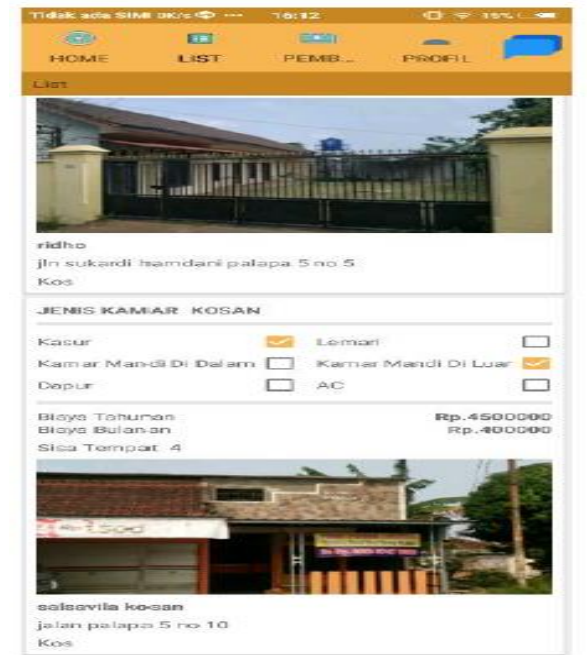 Tidak ada SIM 0K/s ... 16:12 15%
HOME LIST PEMB... PROFIL
List
ridho
jln sukardi hamdani palapa 5 no 5
Kos
JENIS KAMAR KOSAN
Kasur Lemari
Kamar Mandi Di Dalam Kamar Mandi Di Luar
Dapur AC
Biaya Tahunan Rp.4500000
Biaya Bulanan Rp.400000
Sisa Tempat 4
salsavila kosan
jalan palapa 5 no 10
Kos